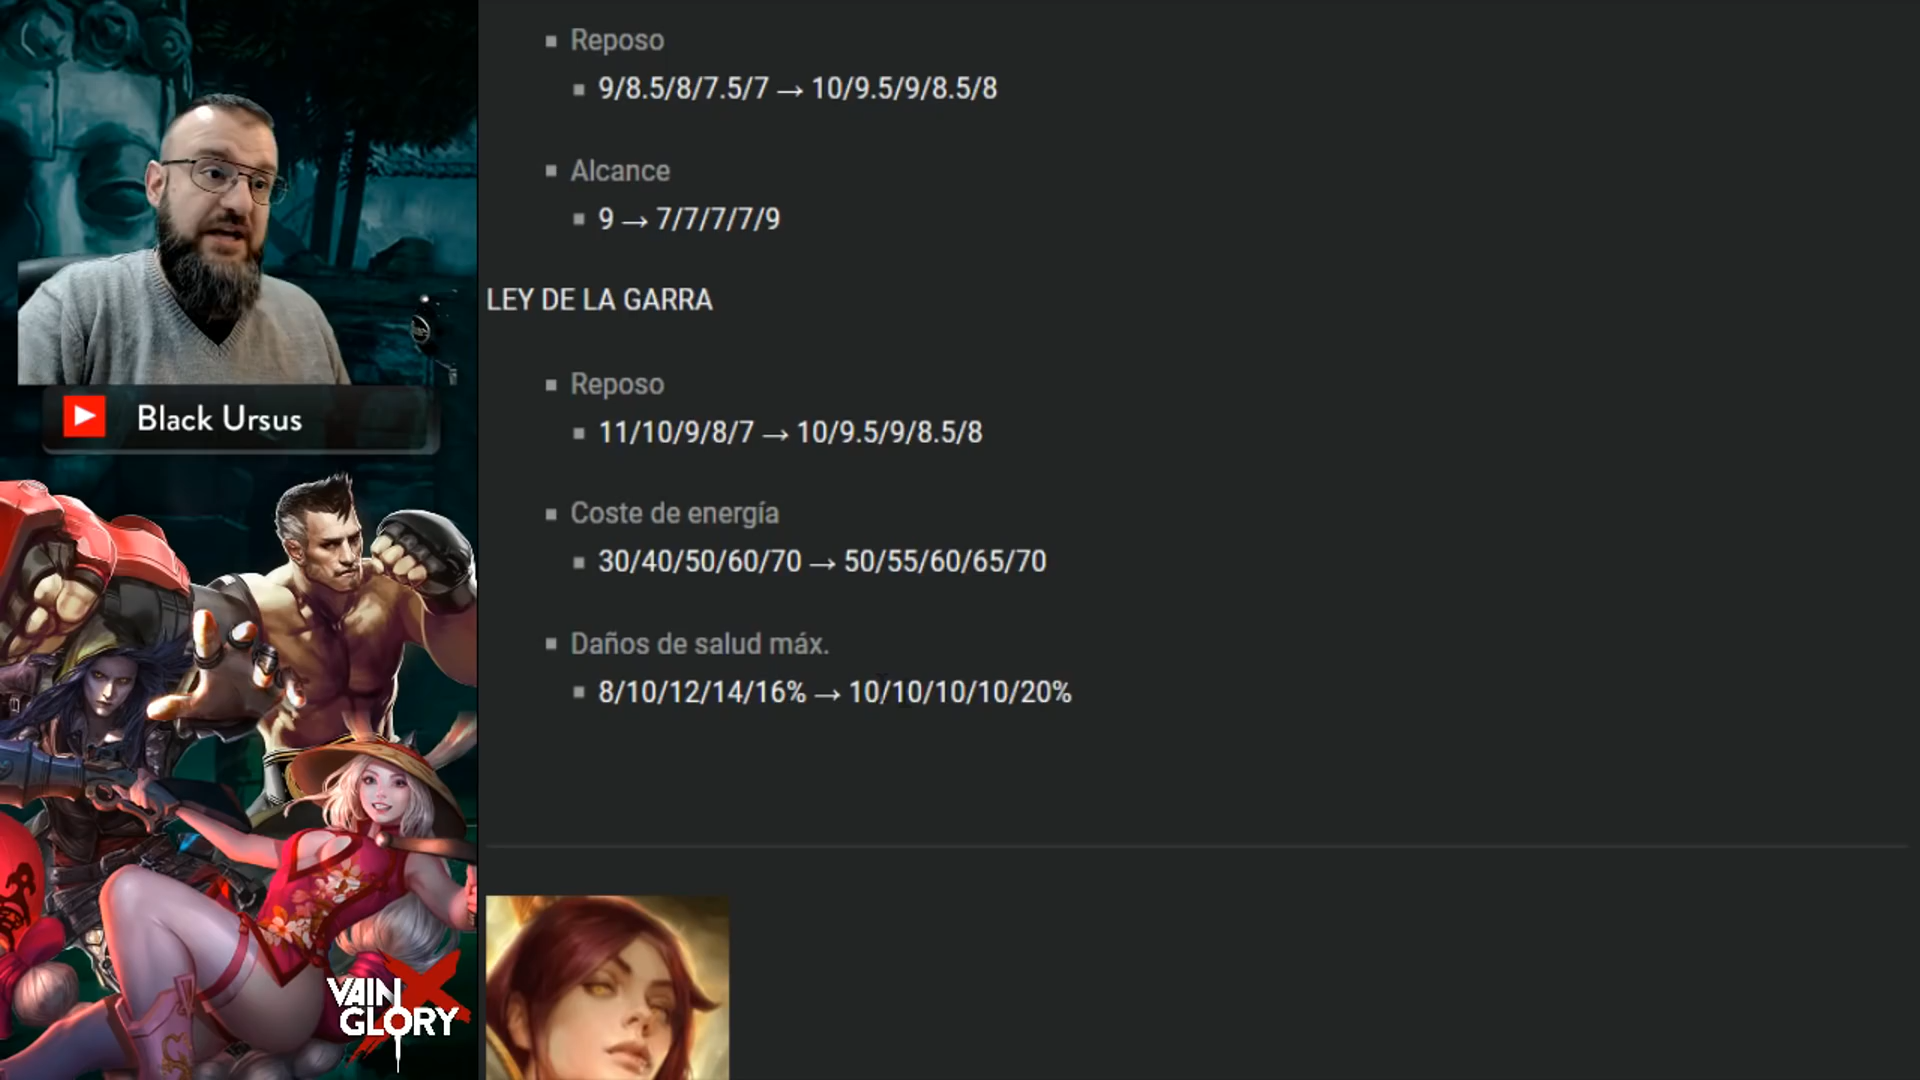 Reposo
9/8.5/8/7.5/7 → 10/9.5/9/8.5/8
Alcance
9 → 7/7/7/7/9
LEY DE LA GARRA
Reposo
11/10/9/8/7 → 10/9.5/9/8.5/8
Coste de energía
30/40/50/60/70 → 50/55/60/65/70
Daños de salud máx.
8/10/12/14/16% → 10/10/10/10/20%
Black Ursus
VAIN
GLORY